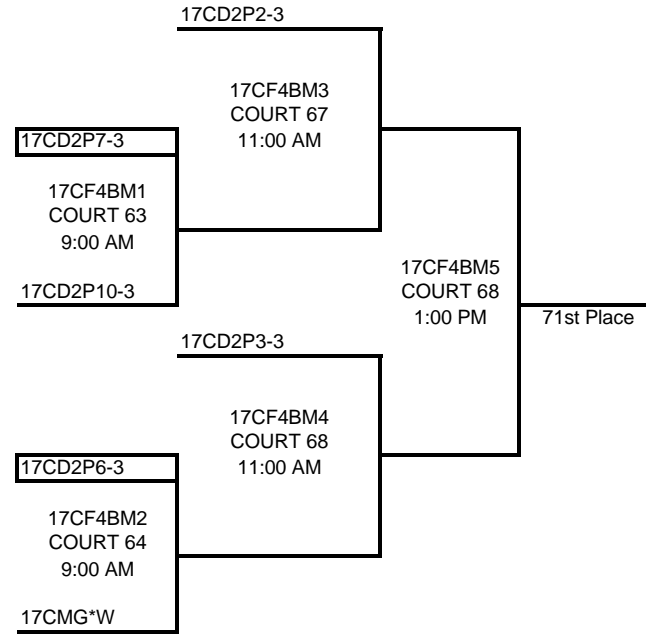 17CD2P2-3
17CF4BM3
COURT 67
11:00 AM
17CD2P7-3
17CF4BM1
COURT 63
9:00 AM
17CD2P10-3
17CF4BM5
COURT 68
1:00 PM
71st Place
17CD2P3-3
17CF4BM4
COURT 68
11:00 AM
17CD2P6-3
17CF4BM2
COURT 64
9:00 AM
17CMG*W